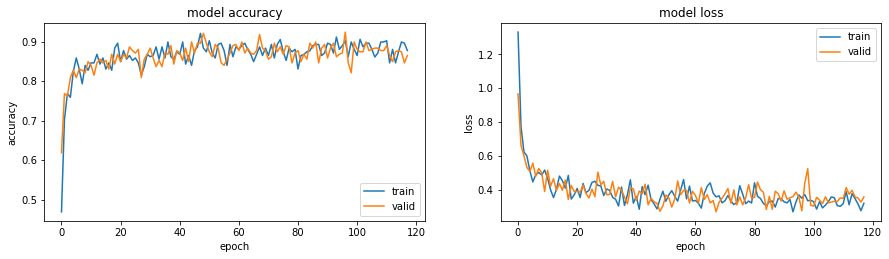 model accuracy
accuracy
0.9
0.8
0.7
0.6
0.5
0 20 40 60 80 100 120
epoch
train
valid
model loss
loss
1.2
1.0
0.8
0.6
0.4
0 20 40 60 80 100 120
epoch
train
valid